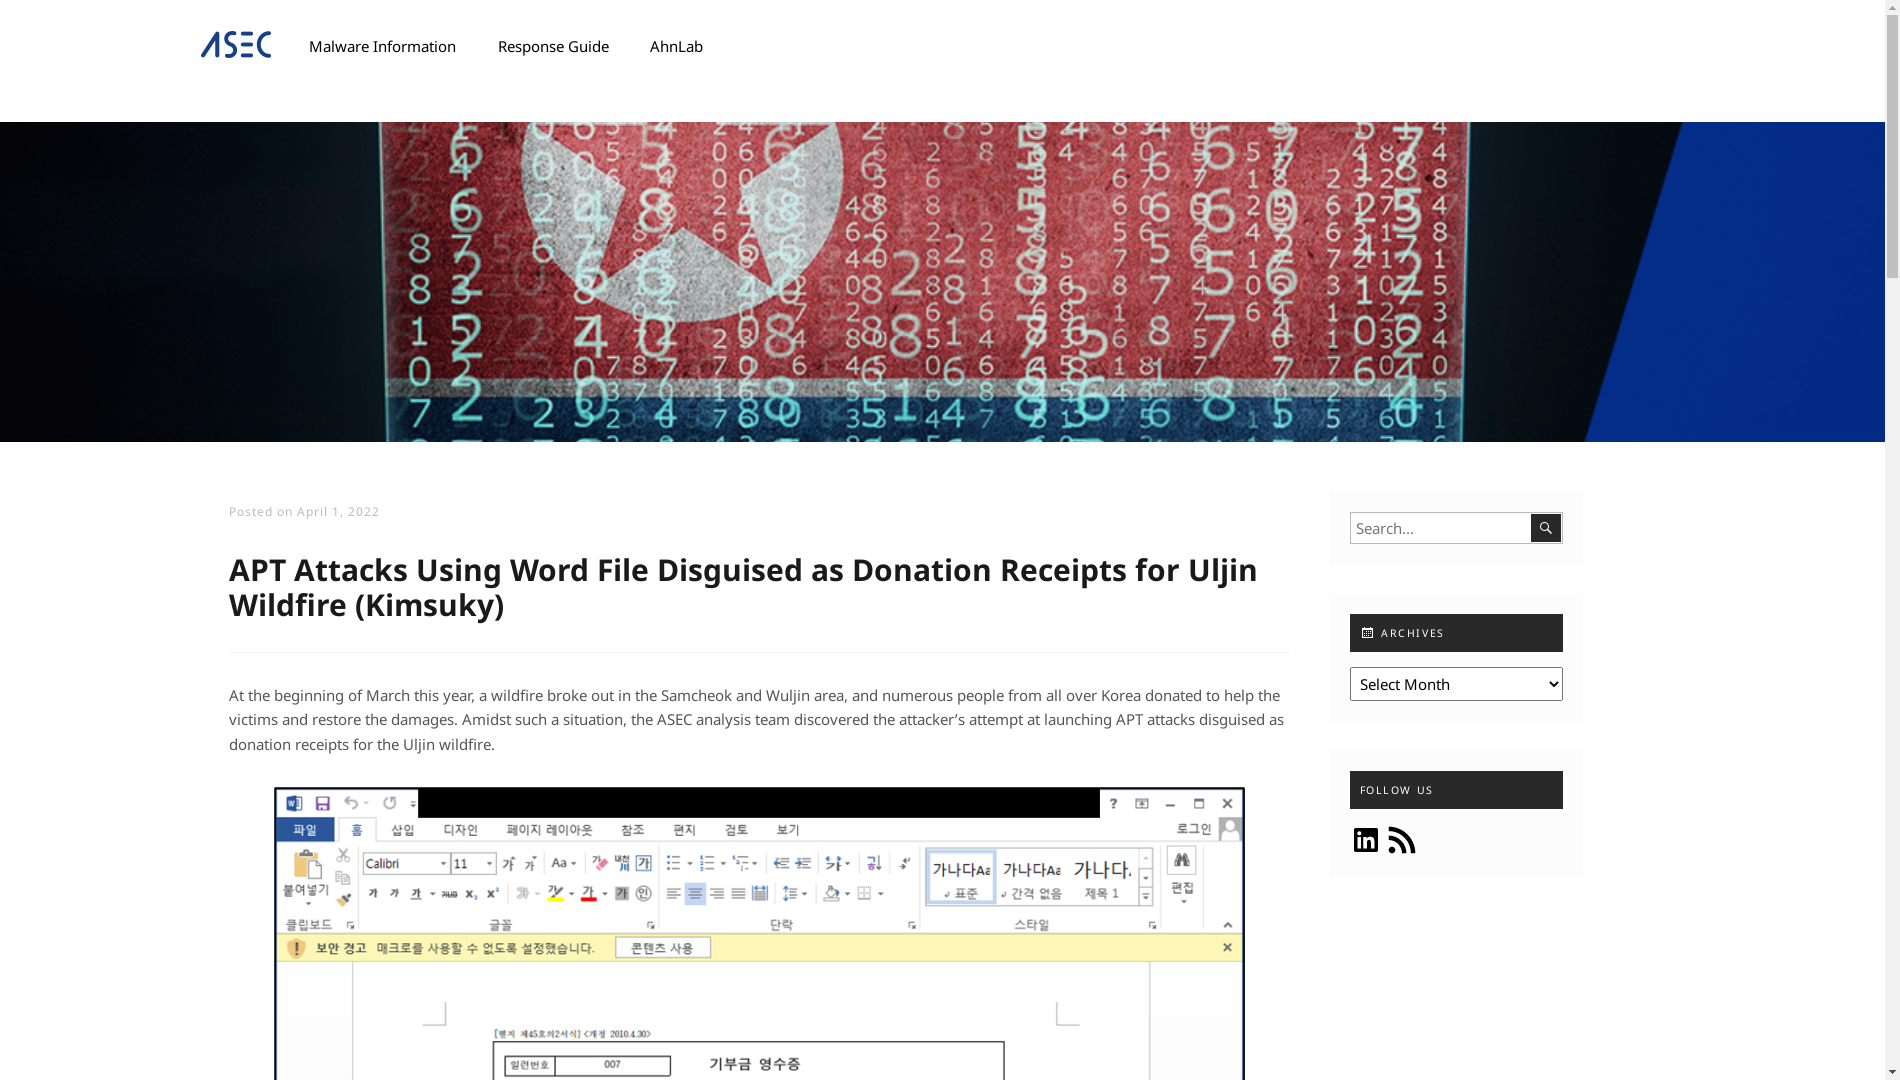 ASEC
Malware Information
Response Guide
AhnLab
Posted on April 1, 2022
APT Attacks Using Word File Disguised as Donation Receipts for Uljin
Wildfire (Kimsuky)
At the beginning of March this year, a wildfire broke out in the Samcheok and Wuljin area, and numerous people from all over Korea donated to help the
victims and restore the damages. Amidst such a situation, the ASEC analysis team discovered the attacker’s attempt at launching APT attacks disguised as
donation receipts for the Uljin wildfire.
파일 홈 삽입 디자인 페이지 레이아웃 참조 편지 검토 보기 로그인
Calibri 11
붙여넣기
가나다Aa 가나다Aa 가나다
표준 간격 없음 제목 1
편집
클립보드 글꼴 단락 스타일
보안 경고 매크로를 사용할 수 없도록 설정했습니다. 콘텐츠 사용
[별지 제45호의2서식] <개정 2010.4.30>
일련번호 007 기부금 영수증
Search...
ARCHIVES
Select Month
FOLLOW US